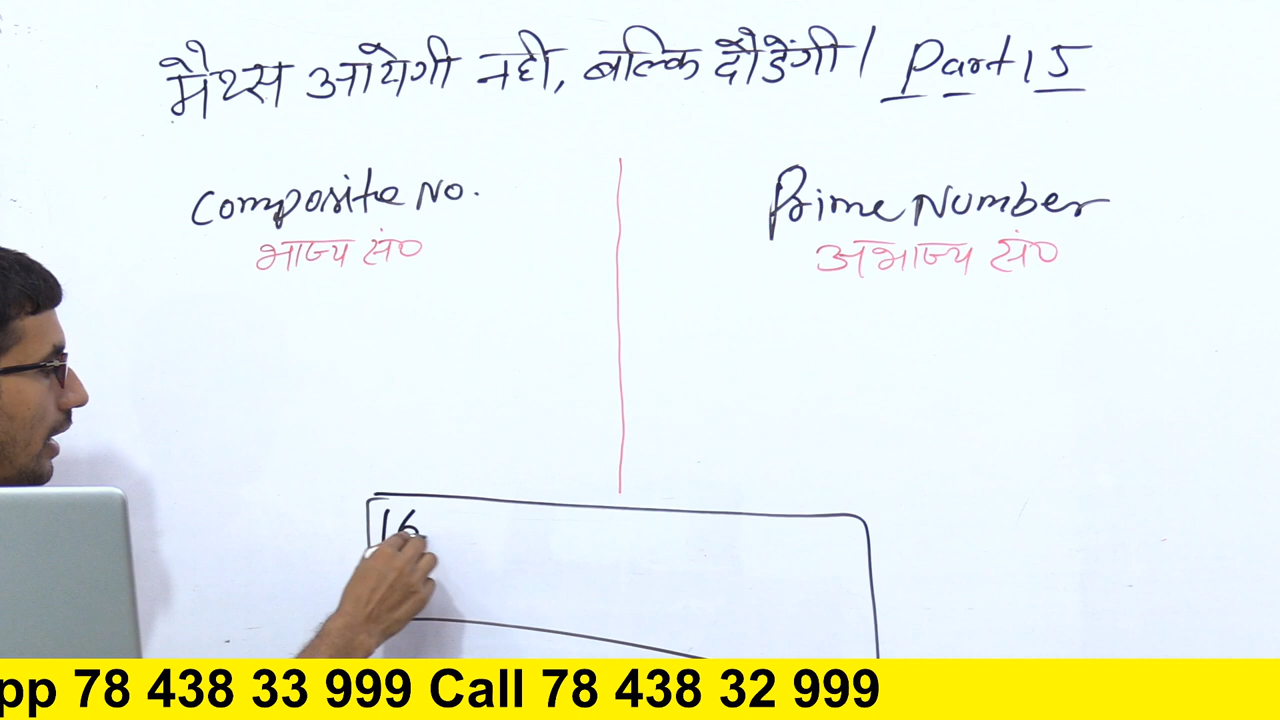 मैथ्स आयेगी नही, बल्कि दौडेंगी। Part 15
Composite No.
भाज्य सं०
Prime Number
अभाज्य सं०
16
pp 78 438 33 999 Call 78 438 32 999